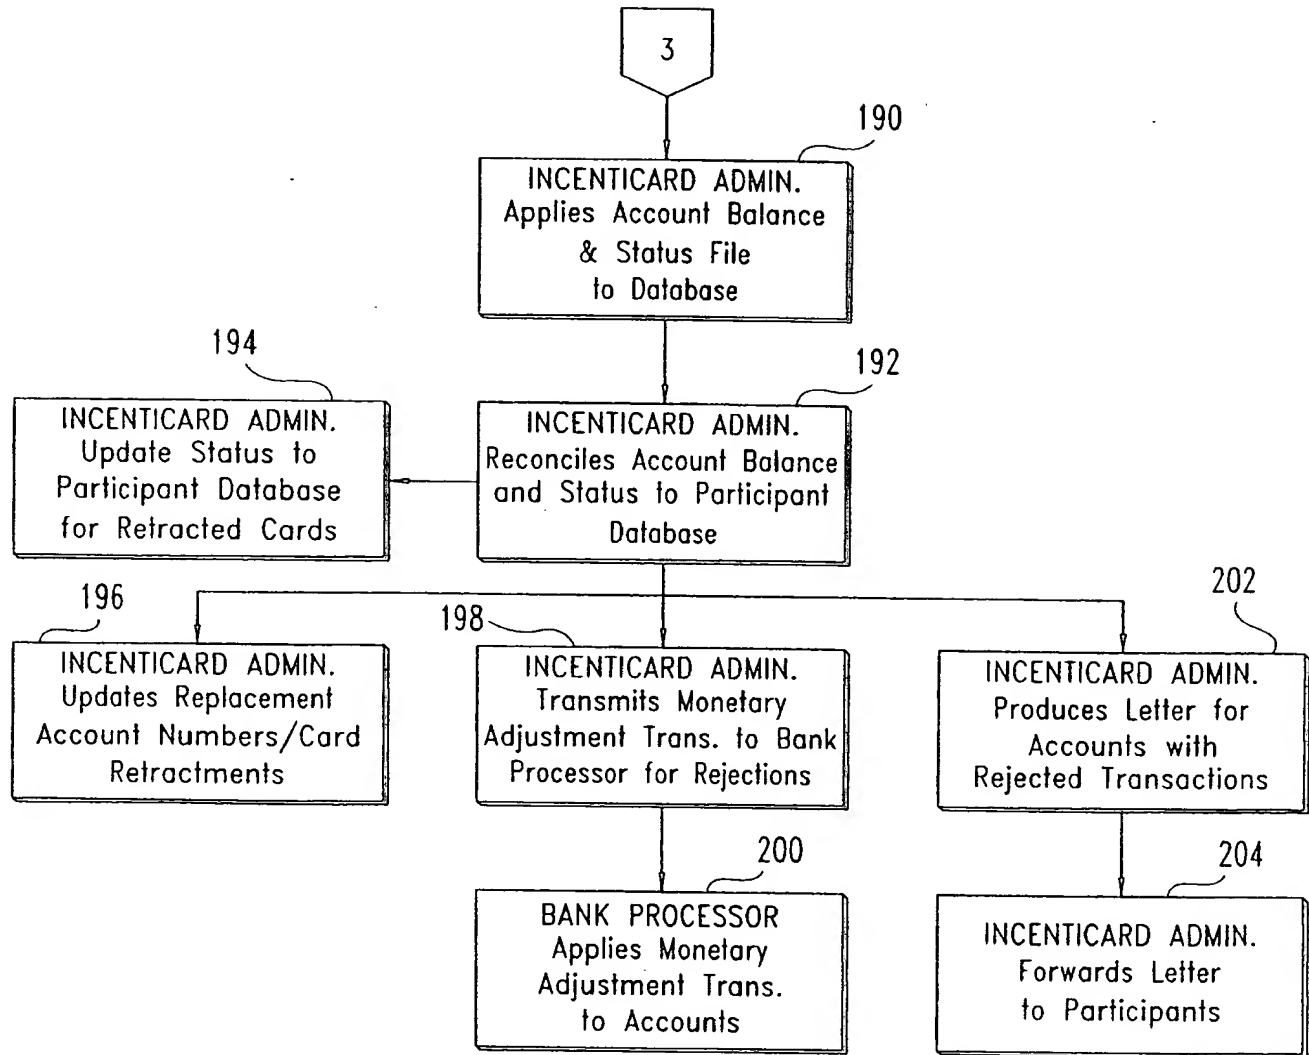 3
190
INCENTICARD ADMIN.
Applies Account Balance
& Status File
to Database
194
INCENTICARD ADMIN.
Update Status to
Participant Database
for Retracted Cards
192
INCENTICARD ADMIN.
Reconciles Account Balance
and Status to Participant
Database
196
INCENTICARD ADMIN.
Updates Replacement
Account Numbers/Card
Retractments
198
INCENTICARD ADMIN.
Transmits Monetary
Adjustment Trans. to Bank
Processor for Rejections
202
INCENTICARD ADMIN.
Produces Letter for
Accounts with
Rejected Transactions
200
BANK PROCESSOR
Applies Monetary
Adjustment Trans.
to Accounts
204
INCENTICARD ADMIN.
Forwards Letter
to Participants